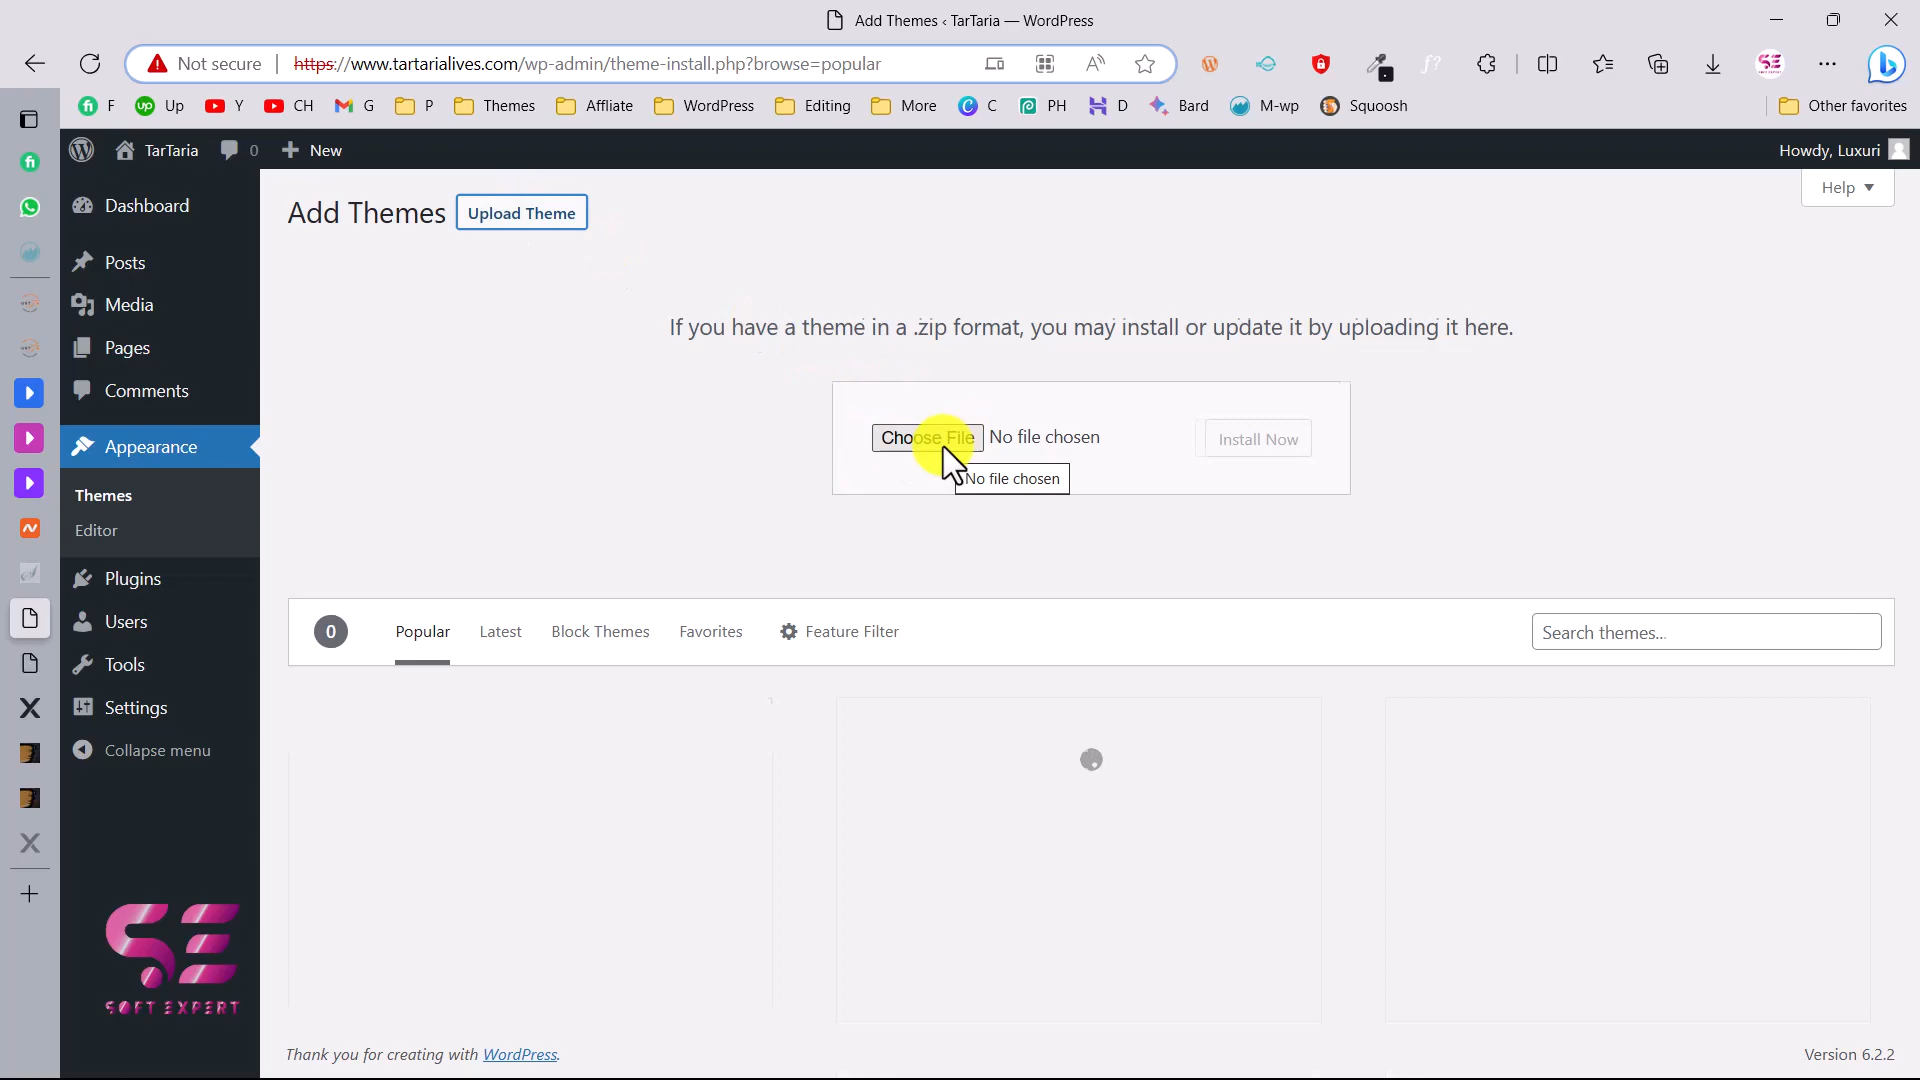 Add Themes ‹ TarTaria — WordPress
Not secure https://www.tartarialives.com/wp-admin/theme-install.php?browse=popular
F Up Y CH G P Themes Affliate WordPress Editing More C PH D Bard M-wp Squoosh Other favorites
TarTaria 0 New Howdy, Luxuri
Help
Add Themes Upload Theme
Dashboard
Posts
Media
Pages
Comments
Appearance
Themes
Editor
Plugins
Users
Tools
Settings
Collapse menu
If you have a theme in a .zip format, you may install or update it by uploading it here.
Choose File No file chosen Install Now
No file chosen
0 Popular Latest Block Themes Favorites Feature Filter Search themes...
SE
SOFT EXPERT
Thank you for creating with WordPress. Version 6.2.2